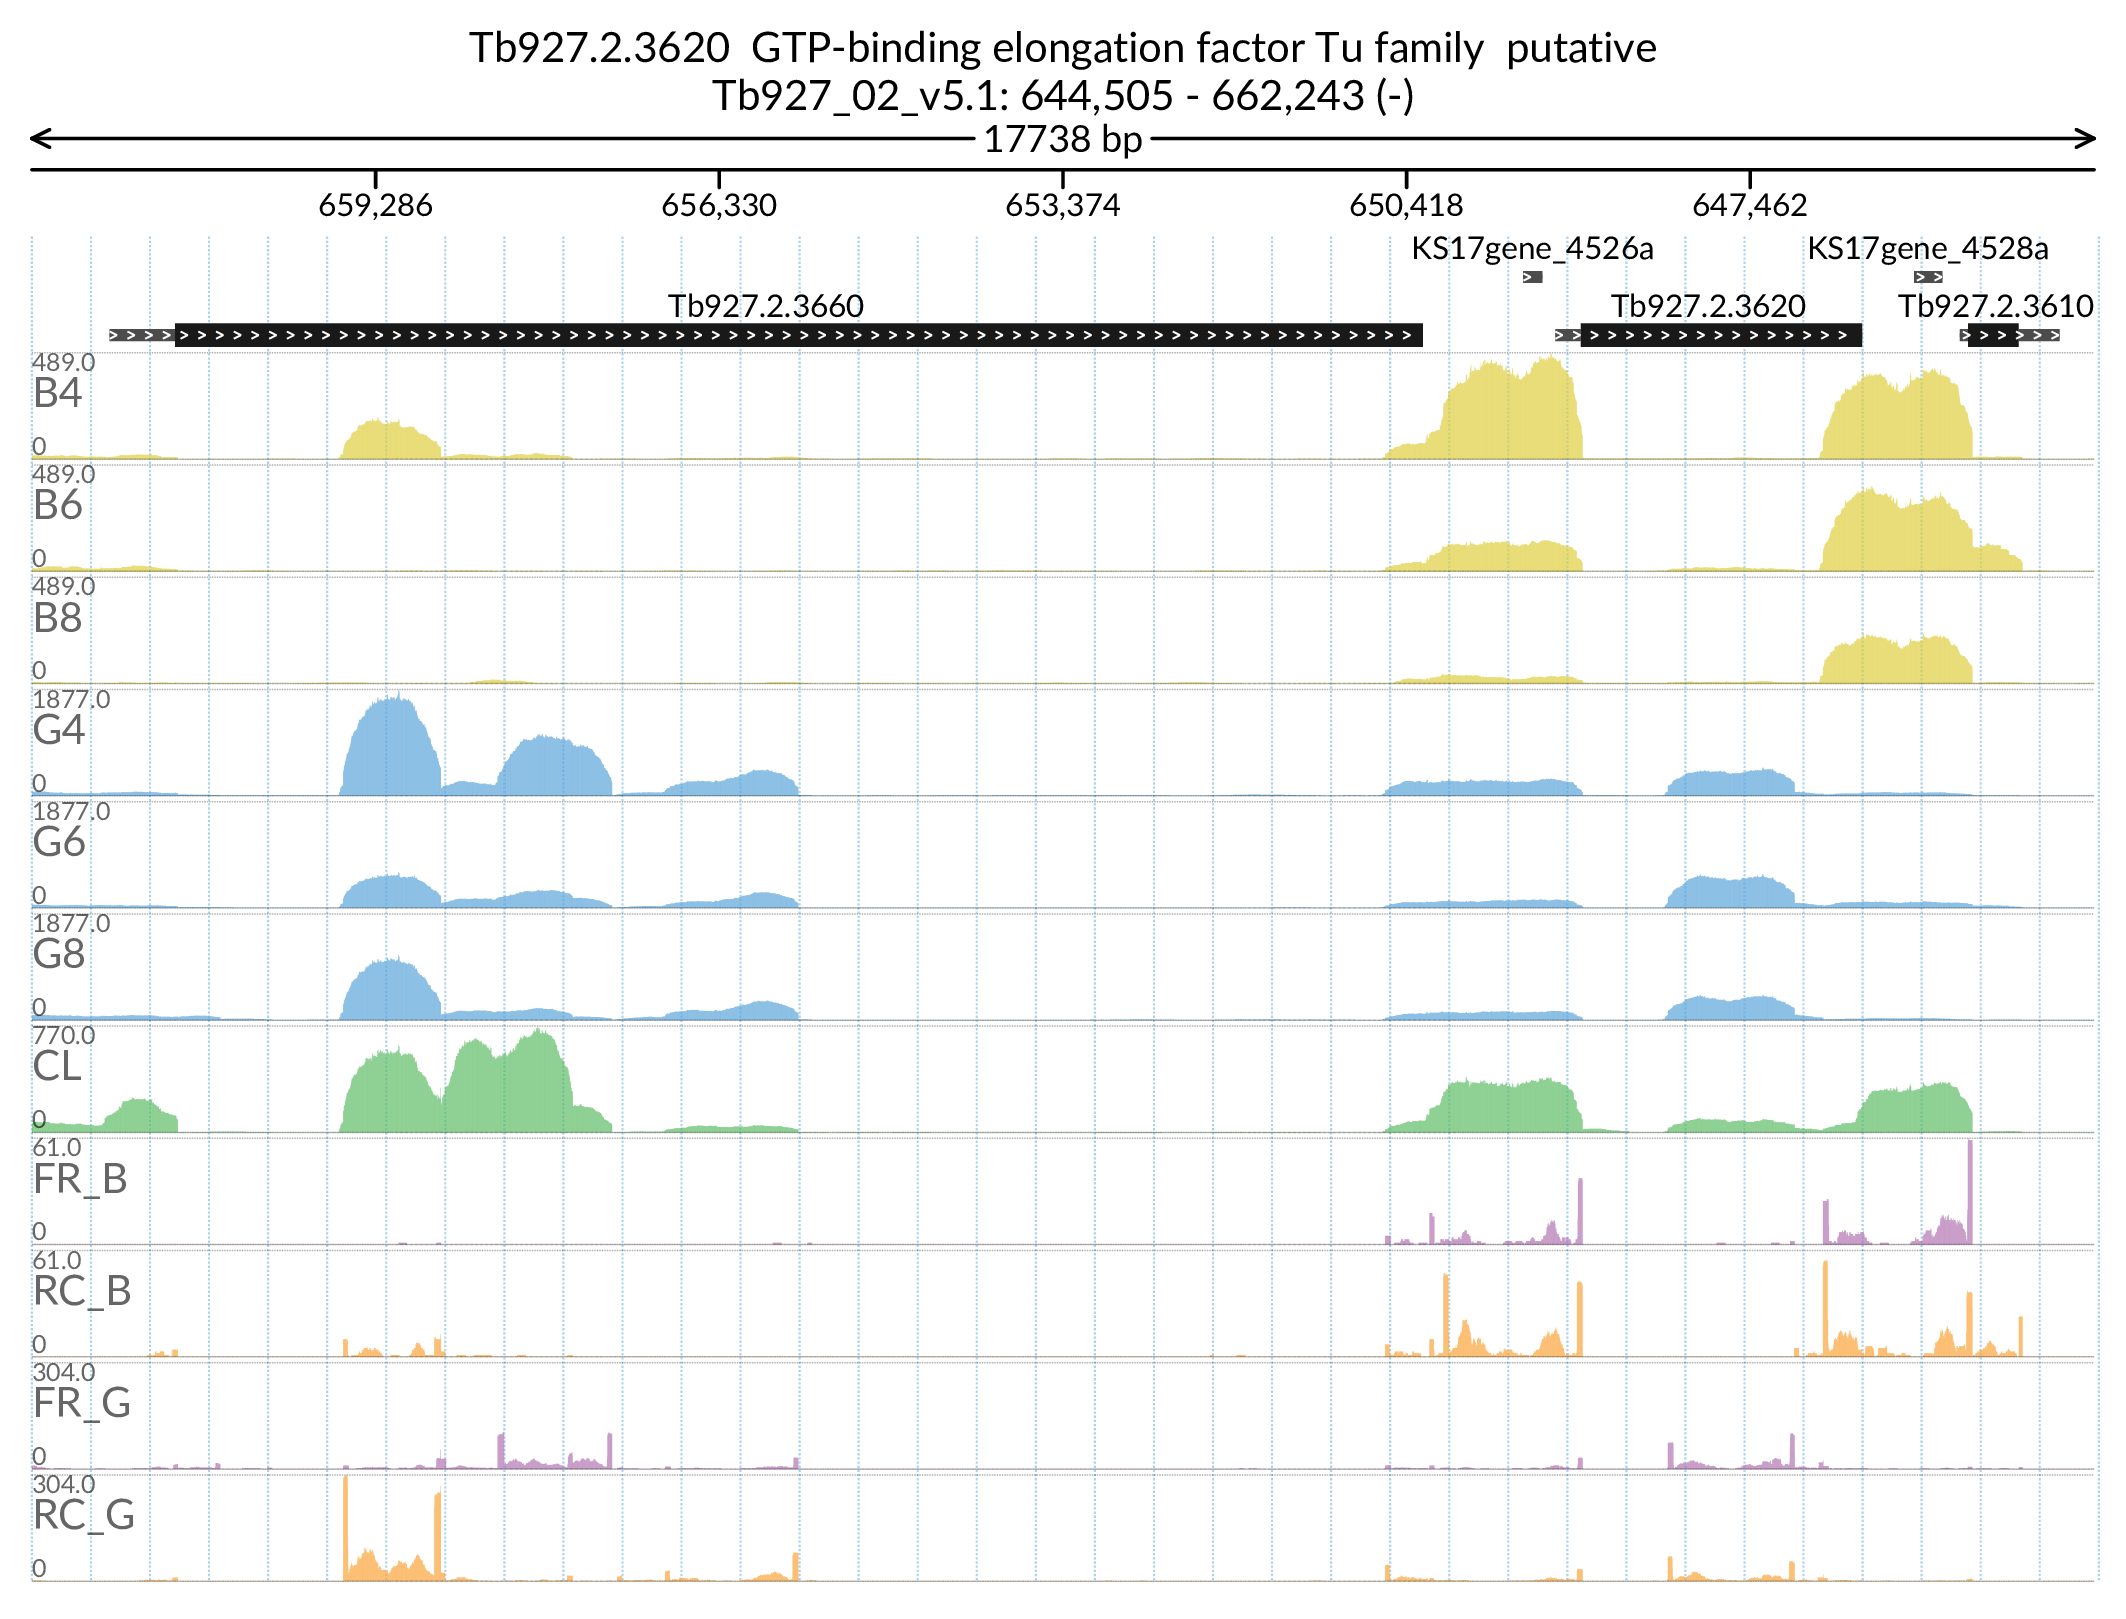 Tb927.2.3620  GTP-binding elongation factor Tu family  putative
Tb927_02_v5.1: 644,505 - 662,243 (-)
17738 bp
659,286 656,330 653,374 650,418 647,462
KS17gene_4526a KS17gene_4528a
Tb927.2.3660 Tb927.2.3620 Tb927.2.3610
489.0
B4
0
489.0
B6
0
489.0
B8
0
1877.0
G4
0
1877.0
G6
0
1877.0
G8
0
770.0
CL
0
61.0
FR_B
0
61.0
RC_B
0
304.0
FR_G
0
304.0
RC_G
0